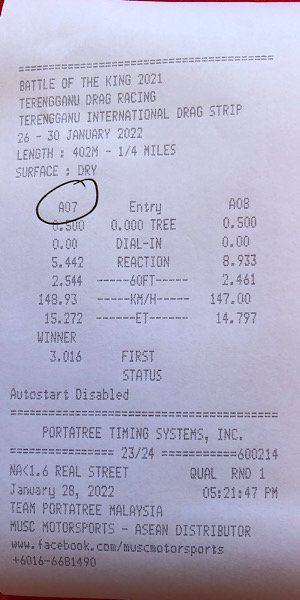 ========================================
BATTLE OF THE KING 2021
TERENGGANU DRAG RACING
TERENGGANU INTERNATIONAL DRAG STRIP
26 - 30 JANUARY 2022
LENGTH : 402M - 1/4 MILES
SURFACE : DRY
A07 Entry A08
0.500 0.000 TREE 0.500
0.00 DIAL-IN 0.00
5.442 REACTION 8.933
2.544 -----60FT----- 2.461
148.93 -----KM/H----- 147.00
15.272 ------ET------ 14.797
WINNER
3.016 FIRST
STATUS
Autostart Disabled
========================================
PORTATREE TIMING SYSTEMS, INC.
================ 23/24 ===========600214
NA<1.6 REAL STREET QUAL RND 1
January 28, 2022 05:21:47 PM
TEAM PORTATREE MALAYSIA
MUSC MOTORSPORTS - ASEAN DISTRIBUTOR
www.facebook.com/muscmotorsports
+6016-6681490